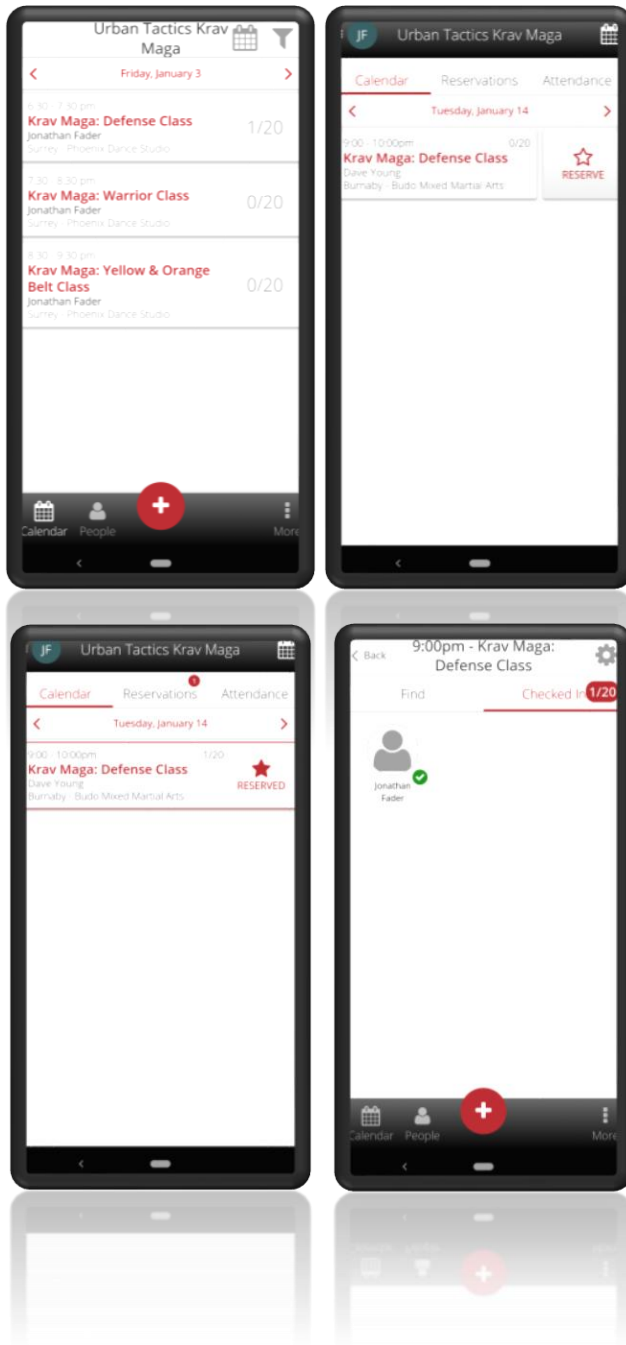 Urban Tactics Krav
Maga
Friday, January 3
6:30 - 7:30 pm
Krav Maga: Defense Class
Jonathan Fader
Surrey - Phoenix Dance Studio
1/20
7:30 - 8:30 pm
Krav Maga: Warrior Class
Jonathan Fader
Surrey - Phoenix Dance Studio
0/20
8:30 - 9:30 pm
Krav Maga: Yellow & Orange
Belt Class
Jonathan Fader
Surrey - Phoenix Dance Studio
0/20
Calendar People More
JF Urban Tactics Krav Maga
Calendar Reservations Attendance
Tuesday, January 14
9:00 - 10:00pm 0/20
Krav Maga: Defense Class
Dave Young
Burnaby - Budo Mixed Martial Arts
RESERVE
JF Urban Tactics Krav Maga
Calendar Reservations 1 Attendance
Tuesday, January 14
9:00 - 10:00pm 1/20
Krav Maga: Defense Class
Dave Young
Burnaby - Budo Mixed Martial Arts
RESERVED
Back
9:00pm - Krav Maga:
Defense Class
Find Checked In 1/20
Jonathan
Fader
Calendar People More